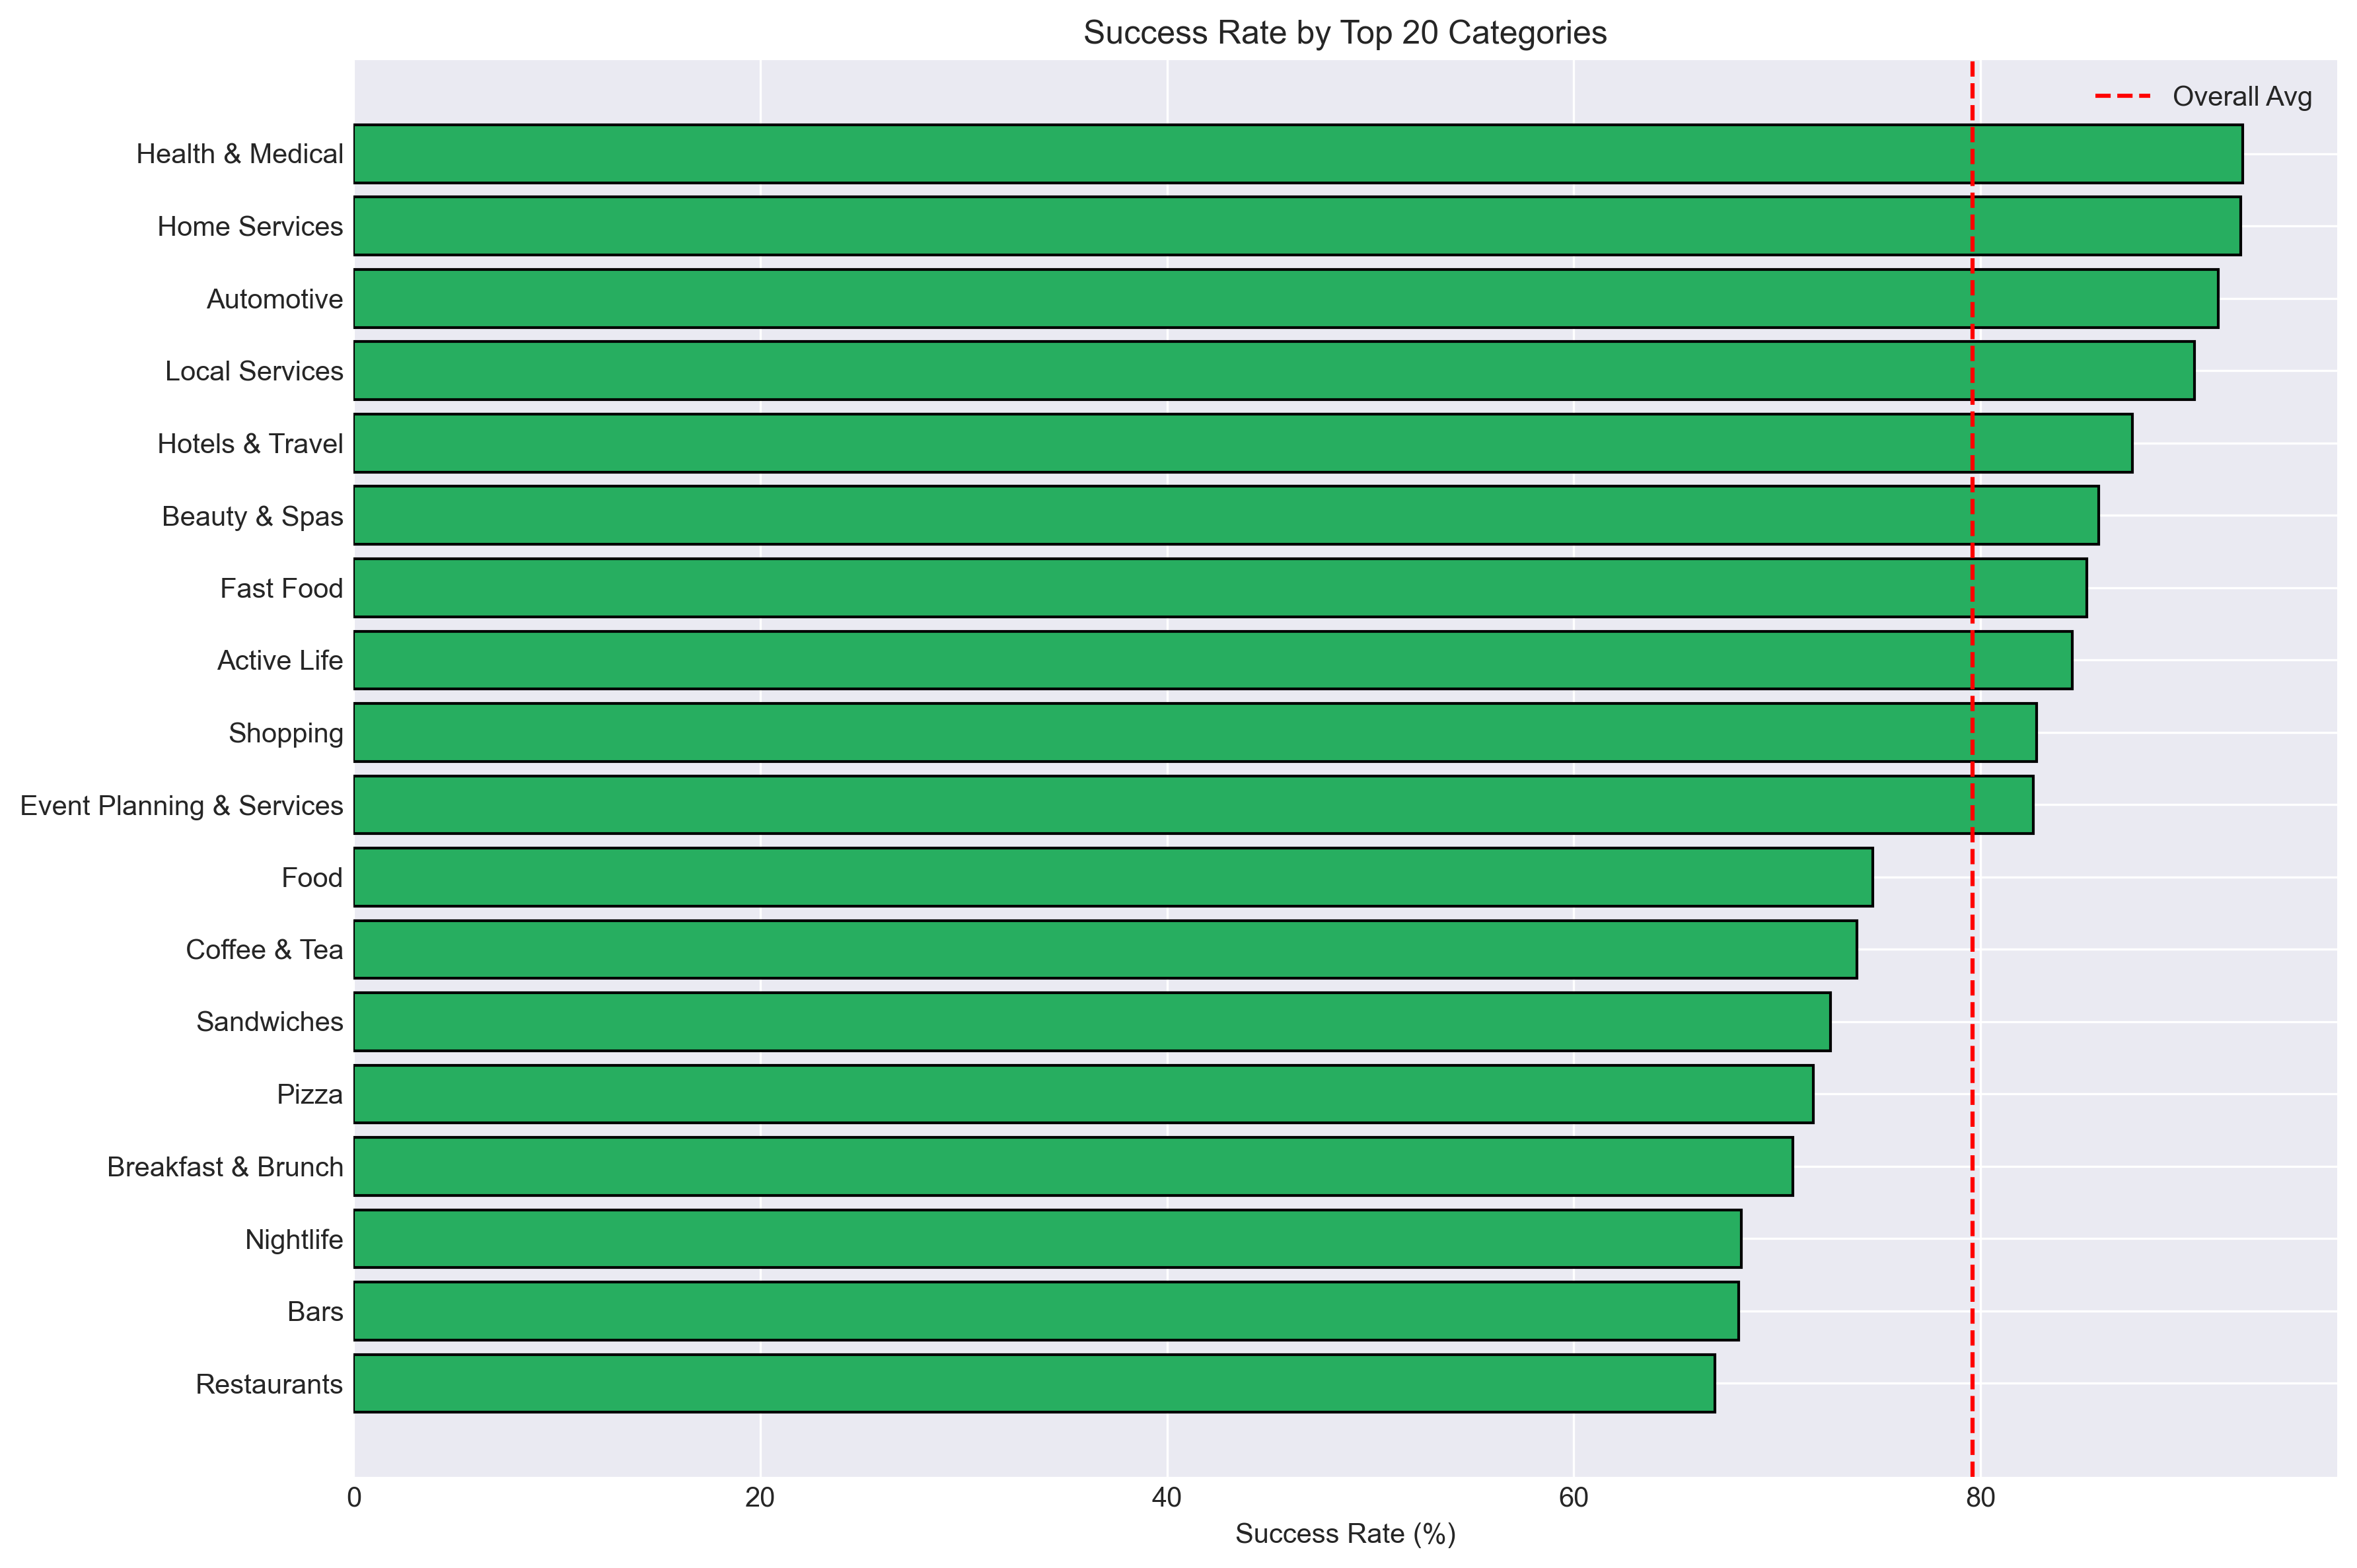 Success Rate by Top 20 Categories
Overall Avg
Health & Medical
Home Services
Automotive
Local Services
Hotels & Travel
Beauty & Spas
Fast Food
Active Life
Shopping
Event Planning & Services
Food
Coffee & Tea
Sandwiches
Pizza
Breakfast & Brunch
Nightlife
Bars
Restaurants
0 20 40 60 80
Success Rate (%)